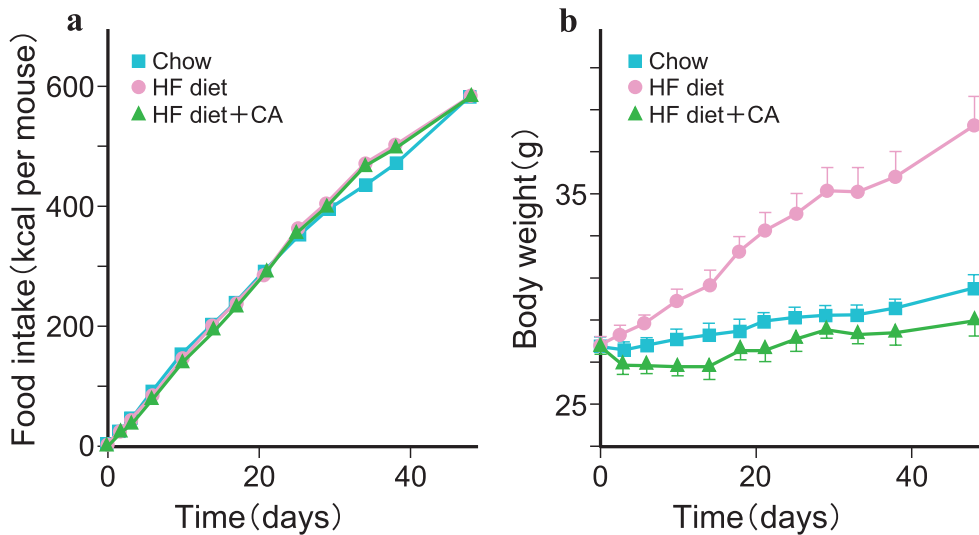 a
Chow
HF diet
HF diet+CA
Food intake(kcal per mouse)
600
400
200
0
0 20 40
Time(days)
b
Chow
HF diet
HF diet+CA
Body weight(g)
35
25
0 20 40
Time(days)